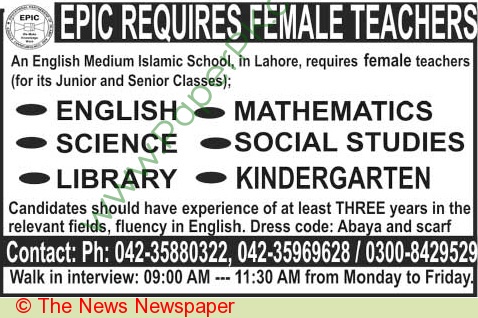 EPIC
EPIC REQUIRES FEMALE TEACHERS
An English Medium Islamic School, in Lahore, requires female teachers
(for its Junior and Senior Classes);
ENGLISH MATHEMATICS
SCIENCE SOCIAL STUDIES
LIBRARY KINDERGARTEN
Candidates should have experience of at least THREE years in the
relevant fields, fluency in English. Dress code: Abaya and scarf
Contact: Ph: 042-35880322, 042-35969628 / 0300-8429529
Walk in interview: 09:00 AM --- 11:30 AM from Monday to Friday.
© The News Newspaper